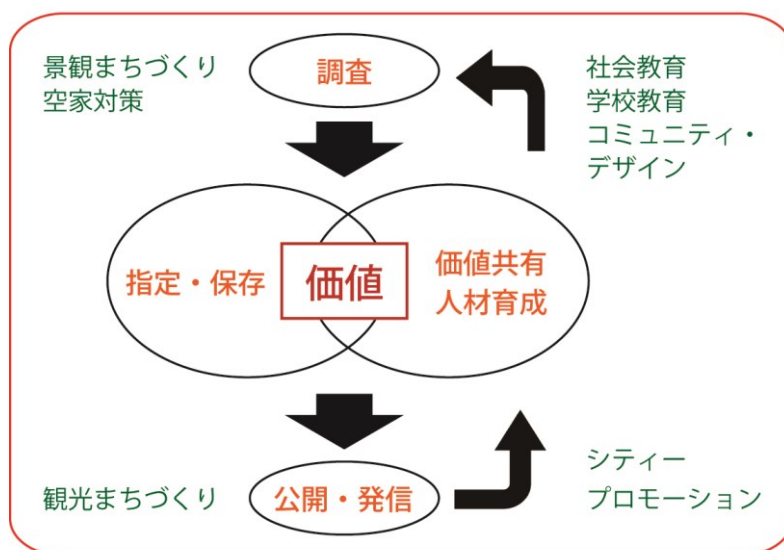 景観まちづくり
空家対策
調査
社会教育
学校教育
コミュニティ・
デザイン
指定・保存
価値
価値共有
人材育成
観光まちづくり
公開・発信
シティー
プロモーション